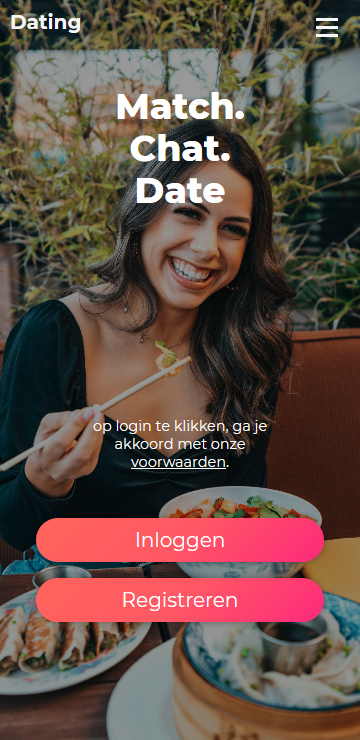 Dating
Match.
Chat.
Date
op login te klikken, ga je
akkoord met onze
voorwaarden.
Inloggen
Registreren